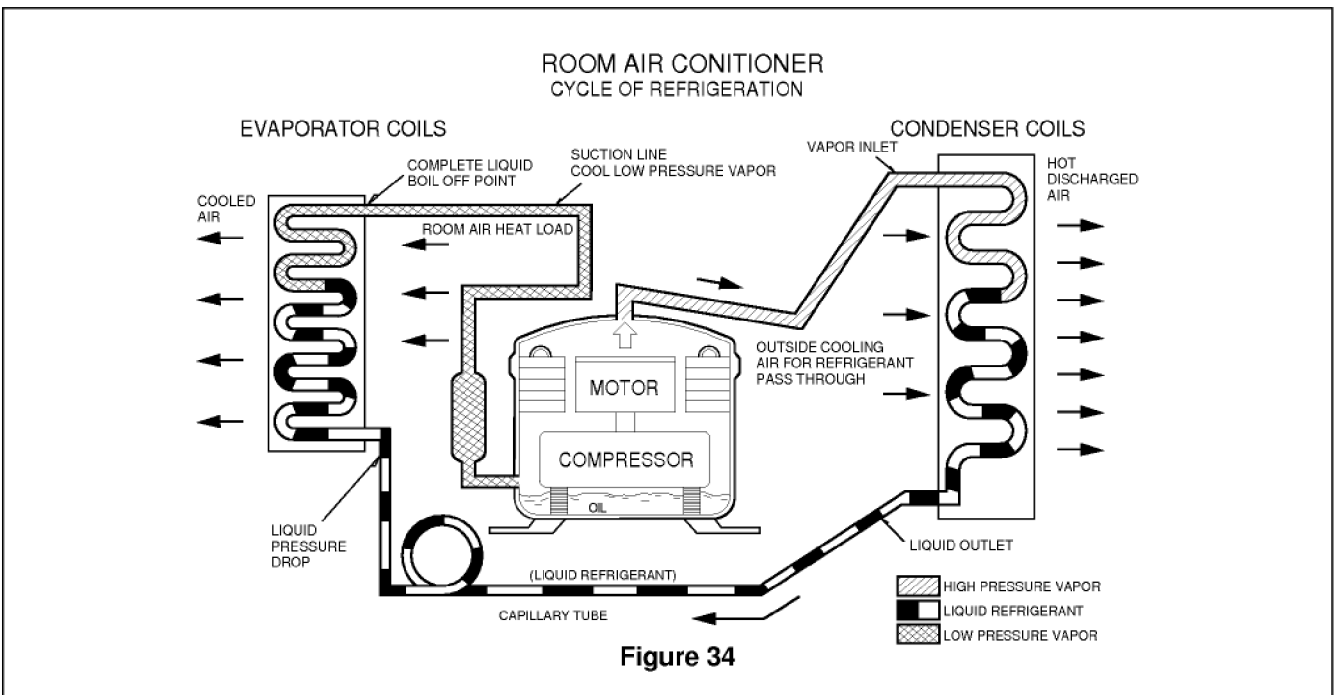 ROOM AIR CONITIONER
CYCLE OF REFRIGERATION
EVAPORATOR COILS
CONDENSER COILS
COMPLETE LIQUID
BOIL OFF POINT
SUCTION LINE
COOL LOW PRESSURE VAPOR
VAPOR INLET
HOT
DISCHARGED
AIR
COOLED
AIR
ROOM AIR HEAT LOAD
OUTSIDE COOLING
AIR FOR REFRIGERANT
PASS THROUGH
MOTOR
COMPRESSOR
OIL
LIQUID
PRESSURE
DROP
LIQUID OUTLET
(LIQUID REFRIGERANT)
CAPILLARY TUBE
HIGH PRESSURE VAPOR
LIQUID REFRIGERANT
LOW PRESSURE VAPOR
Figure 34